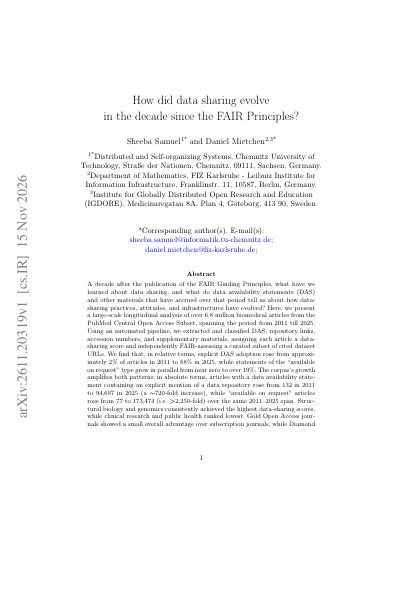 How did data sharing evolve
in the decade since the FAIR Principles?
Sheeba Samuel1* and Daniel Mietchen2,3*
1*Distributed and Self-organizing Systems, Chemnitz University of
Technology, Straße der Nationen, Chemnitz, 09111, Sachsen, Germany.
2Department of Mathematics, FIZ Karlsruhe - Leibniz Institute for
Information Infrastructure, Franklinstr. 11, 10587, Berlin, Germany.
3Institute for Globally Distributed Open Research and Education
(IGDORE), Medicinaregatan 8A, Plan 4, Göteborg, 413 90, Sweden.
*Corresponding author(s). E-mail(s):
sheeba.samuel@informatik.tu-chemnitz.de;
daniel.mietchen@fiz-karlsruhe.de;
Abstract
A decade after the publication of the FAIR Guiding Principles, what have we
learned about data sharing, and what do data availability statements (DAS)
and other materials that have accrued over that period tell us about how data-
sharing practices, attitudes, and infrastructures have evolved? Here, we present
a large-scale longitudinal analysis of over 6.8 million biomedical articles from the
PubMed Central Open Access Subset, spanning the period from 2011 till 2025.
Using an automated pipeline, we extracted and classified DAS, repository links,
accession numbers, and supplementary materials, assigning each article a data-
sharing score and independently FAIR-assessing a curated subset of cited dataset
URLs. We find that, in relative terms, explicit DAS adoption rose from approxi-
mately 2% of articles in 2011 to 68% in 2025, while statements of the "available
on request" type grew in parallel from near zero to over 19%. The corpus's growth
amplifies both patterns: in absolute terms, articles with a data availability state-
ment containing an explicit mention of a data repository rose from 132 in 2011
to 94,697 in 2025 (a ∼720-fold increase), while "available on request" articles
rose from 77 to 173,474 (i.e. >2,250-fold) over the same 2011–2025 span. Struc-
tural biology and genomics consistently achieved the highest data-sharing scores,
while clinical research and public health ranked lowest. Gold Open Access jour-
nals showed a small overall advantage over subscription journals, while Diamond
1
arXiv:2611.20319v1 [cs.IR] 15 Nov 2026